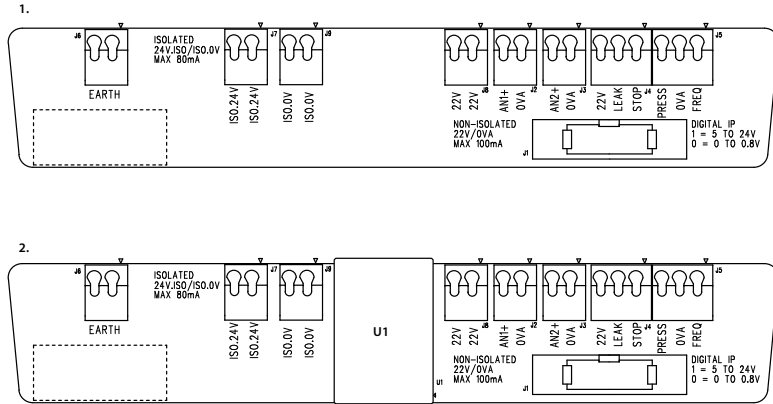 1.
J6
ISOLATED
24V.ISO/ISO.0V
MAX 80mA
J7
J9
EARTH
ISO.24V
ISO.24V
ISO.0V
ISO.0V
22V
22V
J8
AN1+
0VA
J2
AN2+
0VA
J3
22V
LEAK
STOP
J4
PRESS
0VA
FREQ
J5
NON-ISOLATED
22V/0VA
MAX 100mA
J1
DIGITAL IP
1 = 5 TO 24V
0 = 0 TO 0.8V
2.
J6
ISOLATED
24V.ISO/ISO.0V
MAX 80mA
J7
J9
EARTH
ISO.24V
ISO.24V
ISO.0V
ISO.0V
U1
U1
22V
22V
J8
AN1+
0VA
J2
AN2+
0VA
J3
22V
LEAK
STOP
J4
PRESS
0VA
FREQ
J5
NON-ISOLATED
22V/0VA
MAX 100mA
J1
DIGITAL IP
1 = 5 TO 24V
0 = 0 TO 0.8V